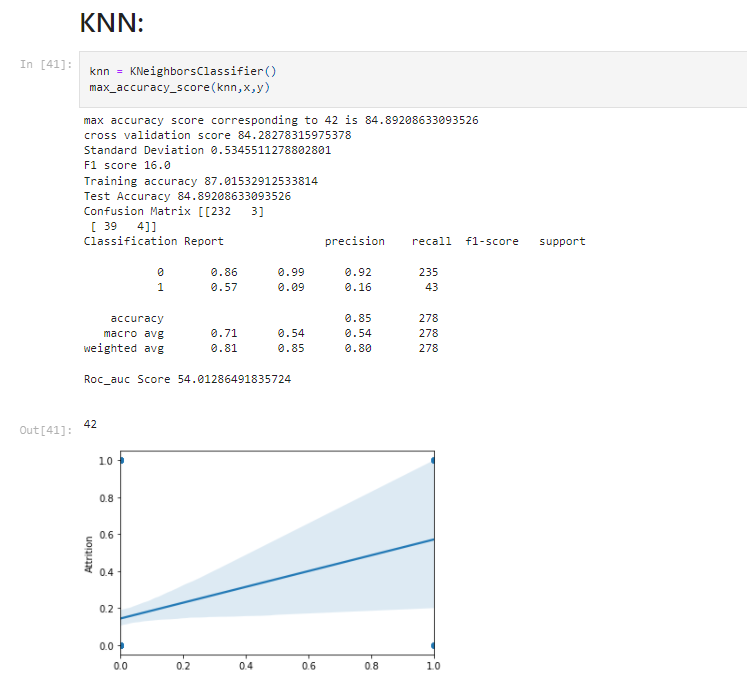 KNN:
In [41]:
knn = KNeighborsClassifier()
max_accuracy_score(knn,x,y)
max accuracy score corresponding to 42 is 84.89208633093526
cross validation score 84.28278315975378
Standard Deviation 0.5345511278802801
F1 score 16.0
Training accuracy 87.01532912533814
Test Accuracy 84.89208633093526
Confusion Matrix [[232   3]
 [ 39   4]]
Classification Report               precision    recall  f1-score   support
0       0.86      0.99      0.92       235
1       0.57      0.09      0.16        43
accuracy                           0.85       278
macro avg       0.71      0.54      0.54       278
weighted avg       0.81      0.85      0.80       278
Roc_auc Score 54.01286491835724
Out[41]: 42
1.0
0.8
0.6
0.4
0.2
0.0
Attrition
0.0 0.2 0.4 0.6 0.8 1.0